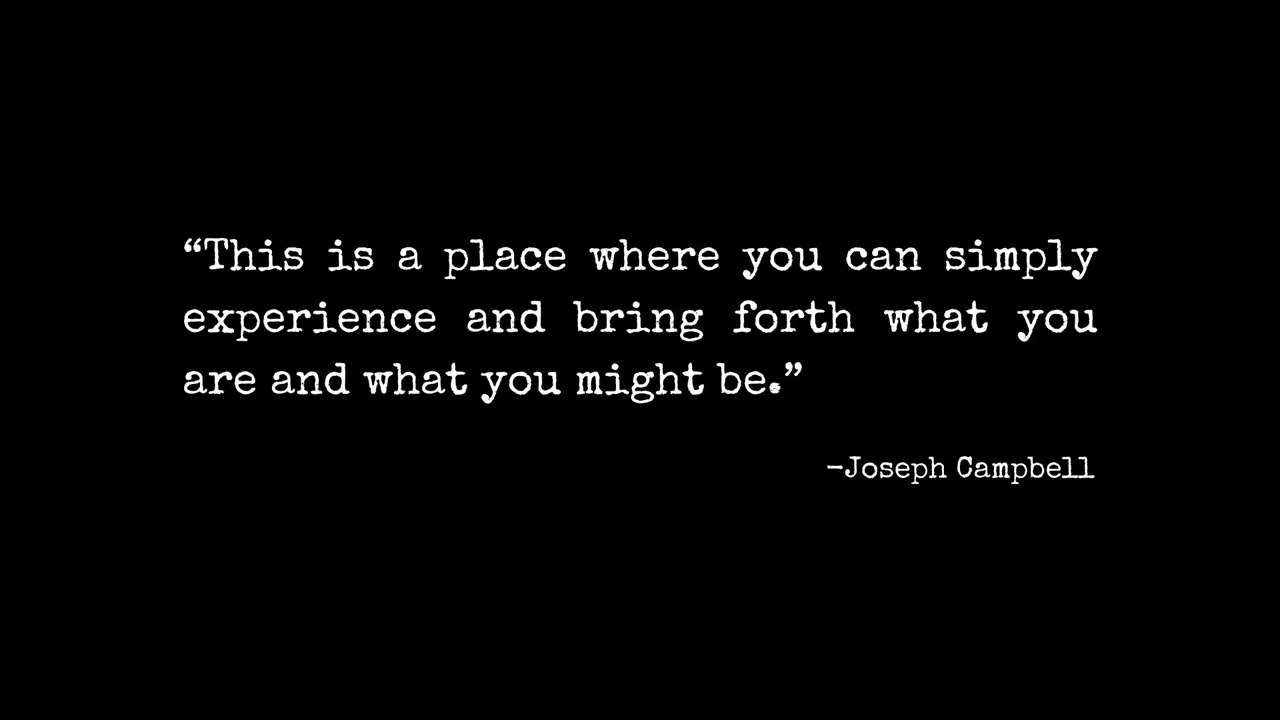 “This is a place where you can simply
experience and bring forth what you
are and what you might be.”
–Joseph Campbell